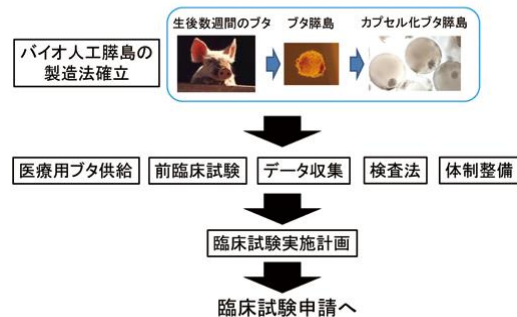 バイオ人工膵島の
製造法確立
生後数週間のブタ
ブタ膵島
カプセル化ブタ膵島
医療用ブタ供給
前臨床試験
データ収集
検査法
体制整備
臨床試験実施計画
臨床試験申請へ